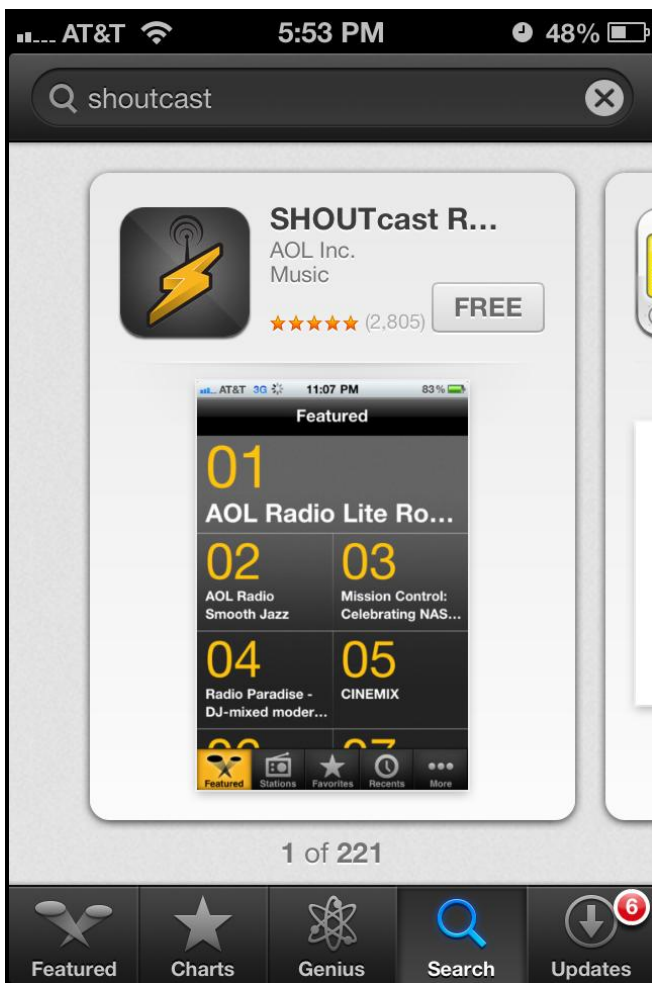 AT&T 5:53 PM 48%
shoutcast
SHOUTcast R...
AOL Inc.
Music
(2,805)
FREE
AT&T 3G 11:07 PM 83%
Featured
01
AOL Radio Lite Ro...
02 03
AOL Radio Smooth Jazz
Mission Control: Celebrating NAS...
04 05
Radio Paradise - DJ-mixed moder...
CINEMIX
Featured Stations Favorites Recents More
1 of 221
6
Featured Charts Genius Search Updates